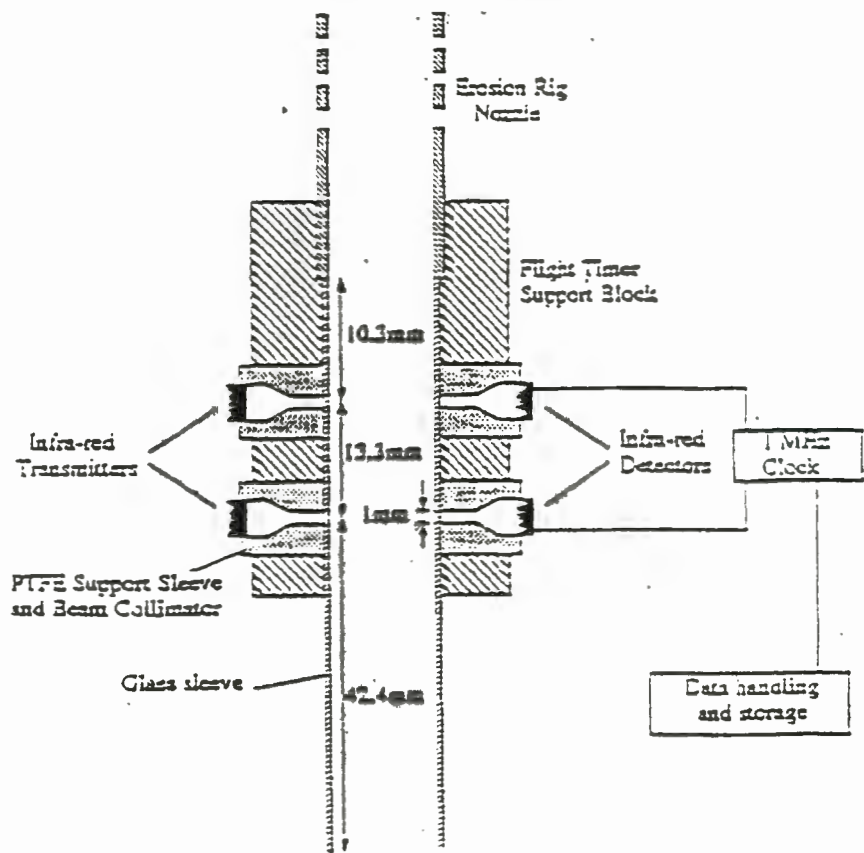 Erosion Rig
Nozzle
Flight Timer
Support Block
10.3mm
Infra-red
Transmitters
13.3mm
Infra-red
Detectors
1 MHz
Clock
1mm
PTFE Support Sleeve
and Beam Collimator
Glass sleeve
42.4mm
Data handling
and storage